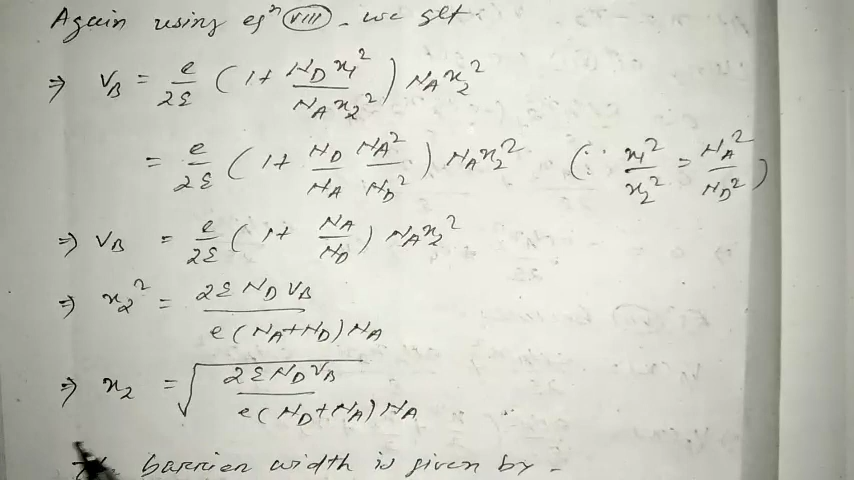 Again using eqⁿ (viii). we get
⇒ V_B = e/2ε (1 + N_D x₁²/N_A x₂²) N_A x₂²
= e/2ε (1 + N_D/N_A N_A²/N_D²) N_A x₂² (∵ x₁²/x₂² = N_A²/N_D²)
⇒ V_B = e/2ε (1 + N_A/N_D) N_A x₂²
⇒ x₂² = 2ε N_D V_B / e(N_A+N_D) N_A
⇒ x₂ = √(2ε N_D V_B / e(N_D+N_A) N_A)
barrier width is given by -